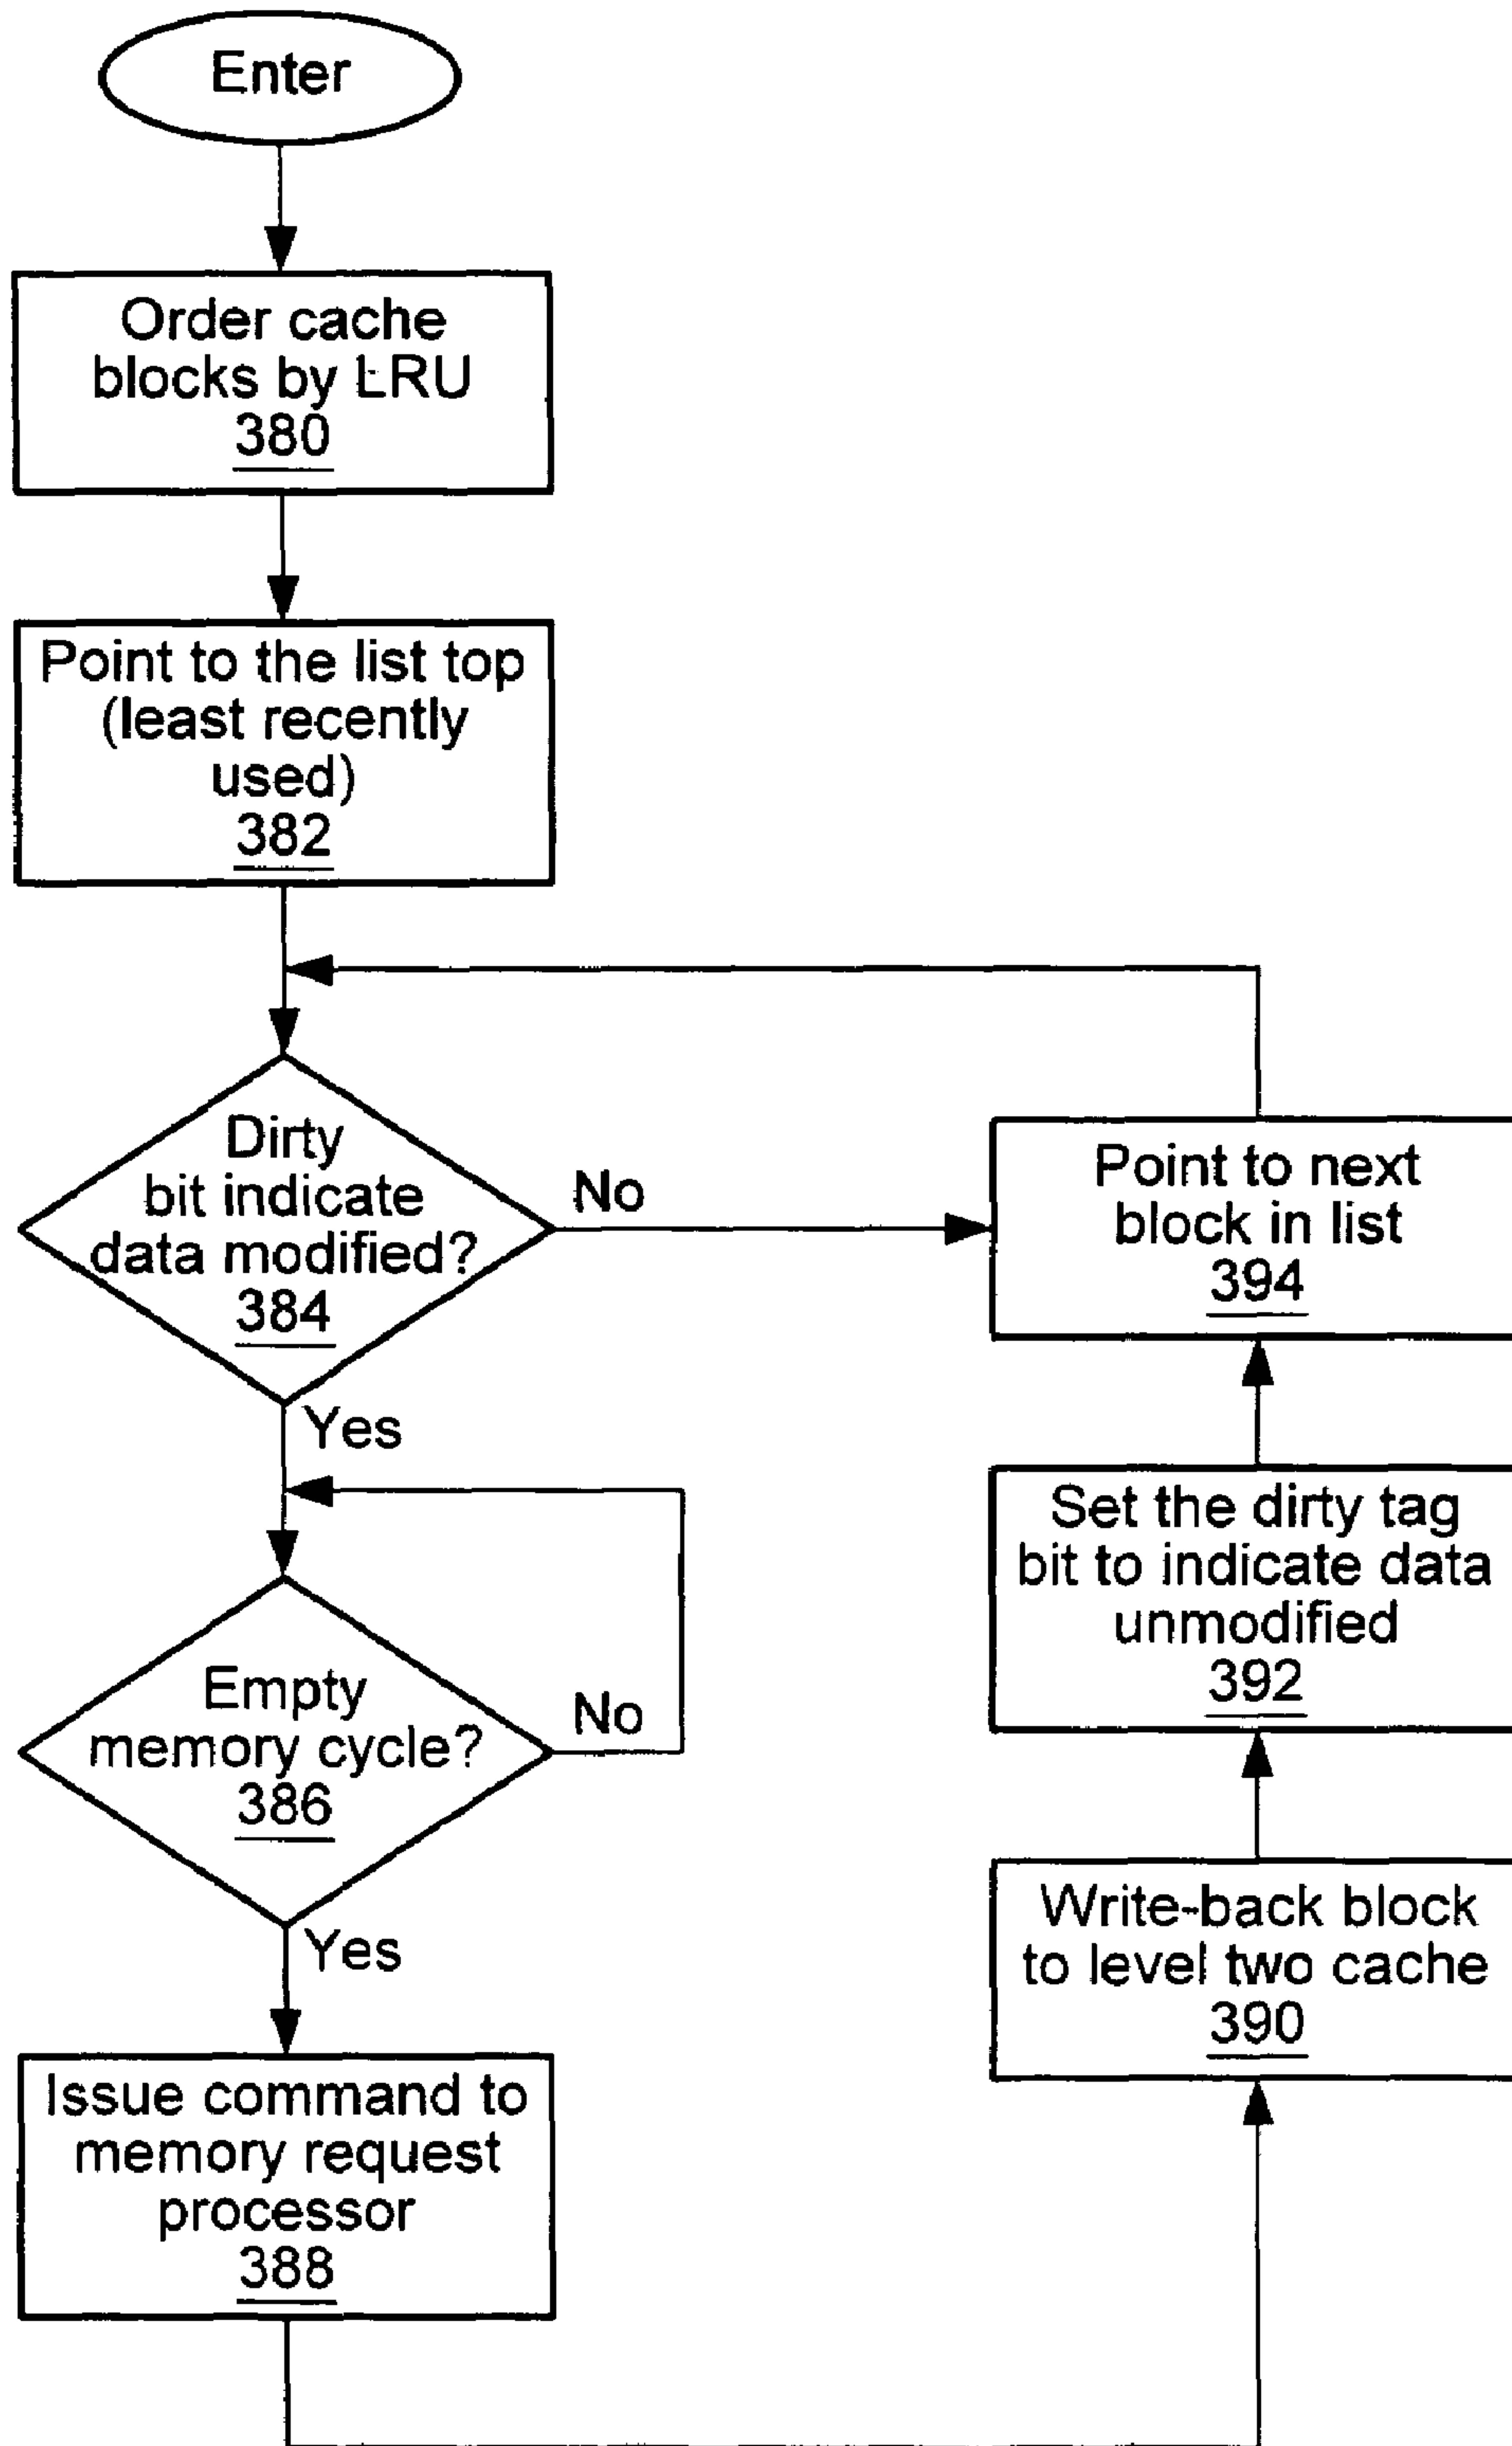 Enter
Order cache
blocks by LRU
380
Point to the list top
(least recently
used)
382
Dirty
bit indicate
data modified?
384
No
Yes
Point to next
block in list
394
Set the dirty tag
bit to indicate data
unmodified
392
Empty
memory cycle?
386
No
Yes
Write-back block
to level two cache
390
Issue command to
memory request
processor
388